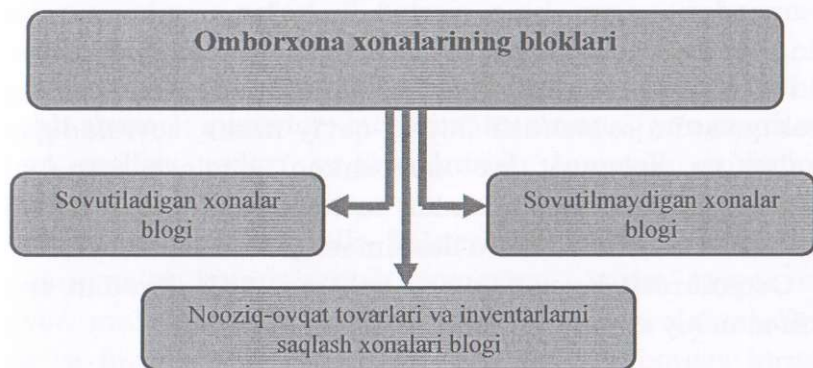 Omborxona xonalarining bloklari
Sovutiladigan xonalar
blogi
Sovutilmaydigan xonalar
blogi
Nooziq-ovqat tovarlari va inventarlarni
saqlash xonalari blogi